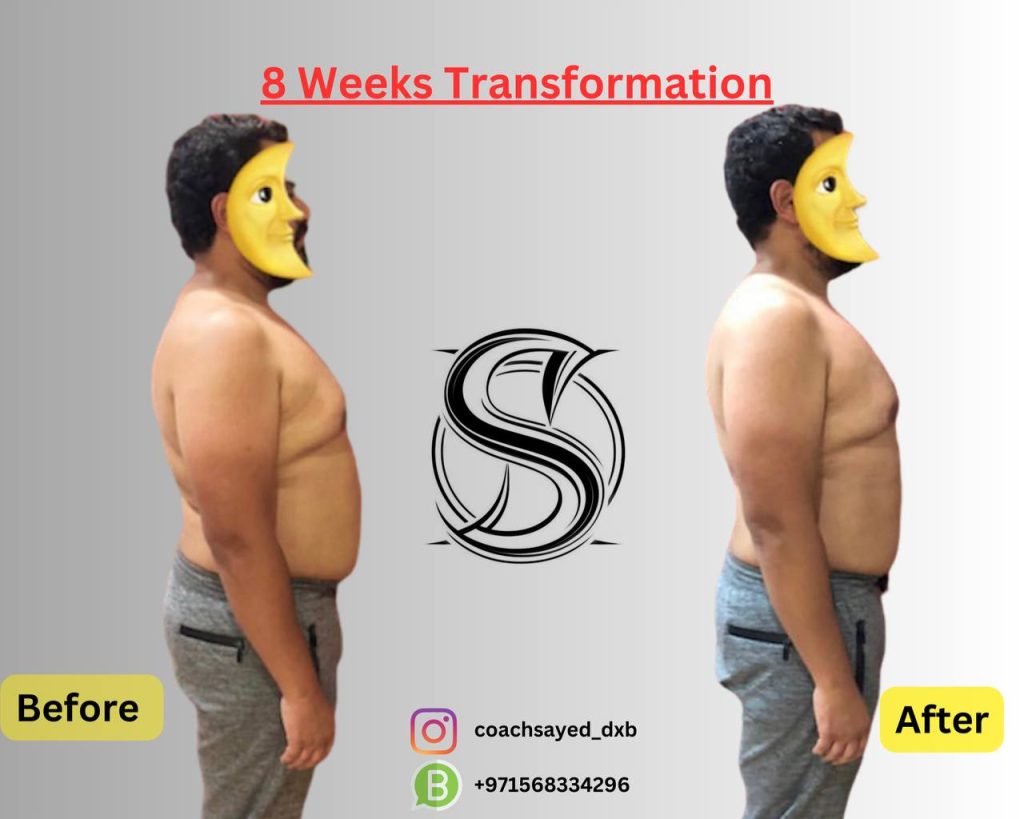 8 Weeks Transformation
S
Before
After
coachsayed_dxb
B
+971568334296